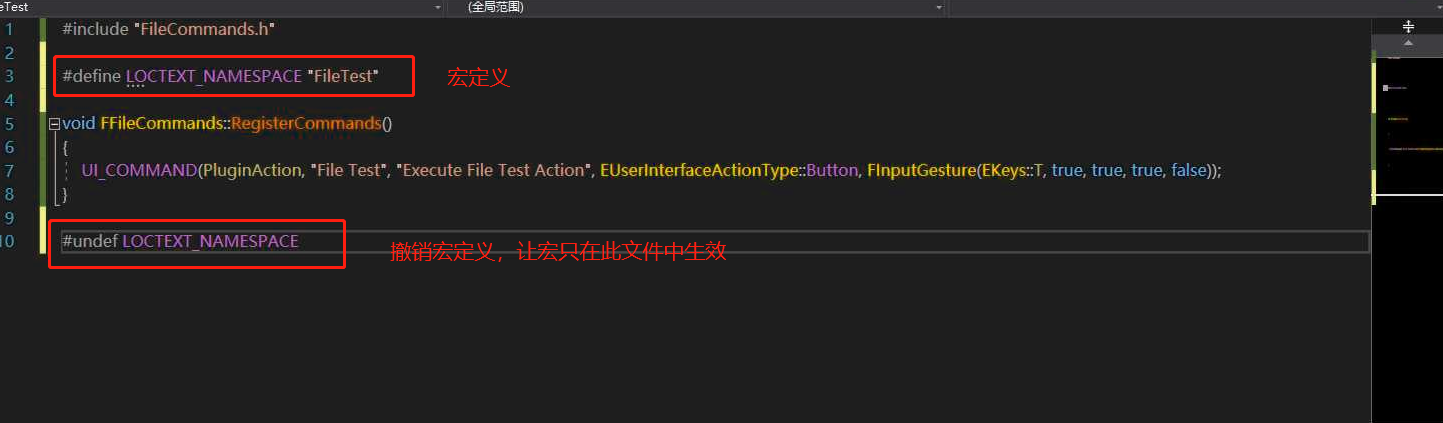 eTest (全局范围)
1 #include "FileCommands.h"
2
3 #define LOCTEXT_NAMESPACE "FileTest" 宏定义
4
5 void FFileCommands::RegisterCommands()
6 {
7 UI_COMMAND(PluginAction, "File Test", "Execute File Test Action", EUserInterfaceActionType::Button, FInputGesture(EKeys::T, true, true, true, false));
8 }
9
10 #undef LOCTEXT_NAMESPACE 撤销宏定义，让宏只在此文件中生效